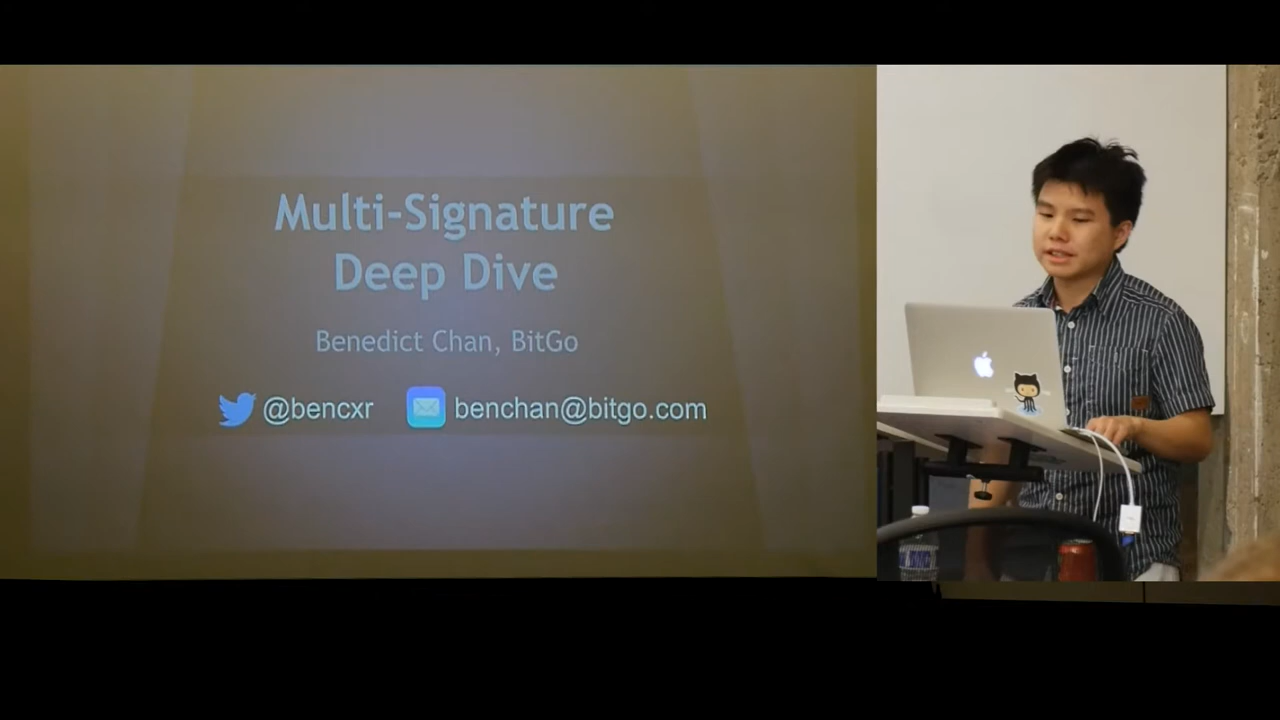 Multi-Signature
Deep Dive
Benedict Chan, BitGo
@bencxr benchan@bitgo.com